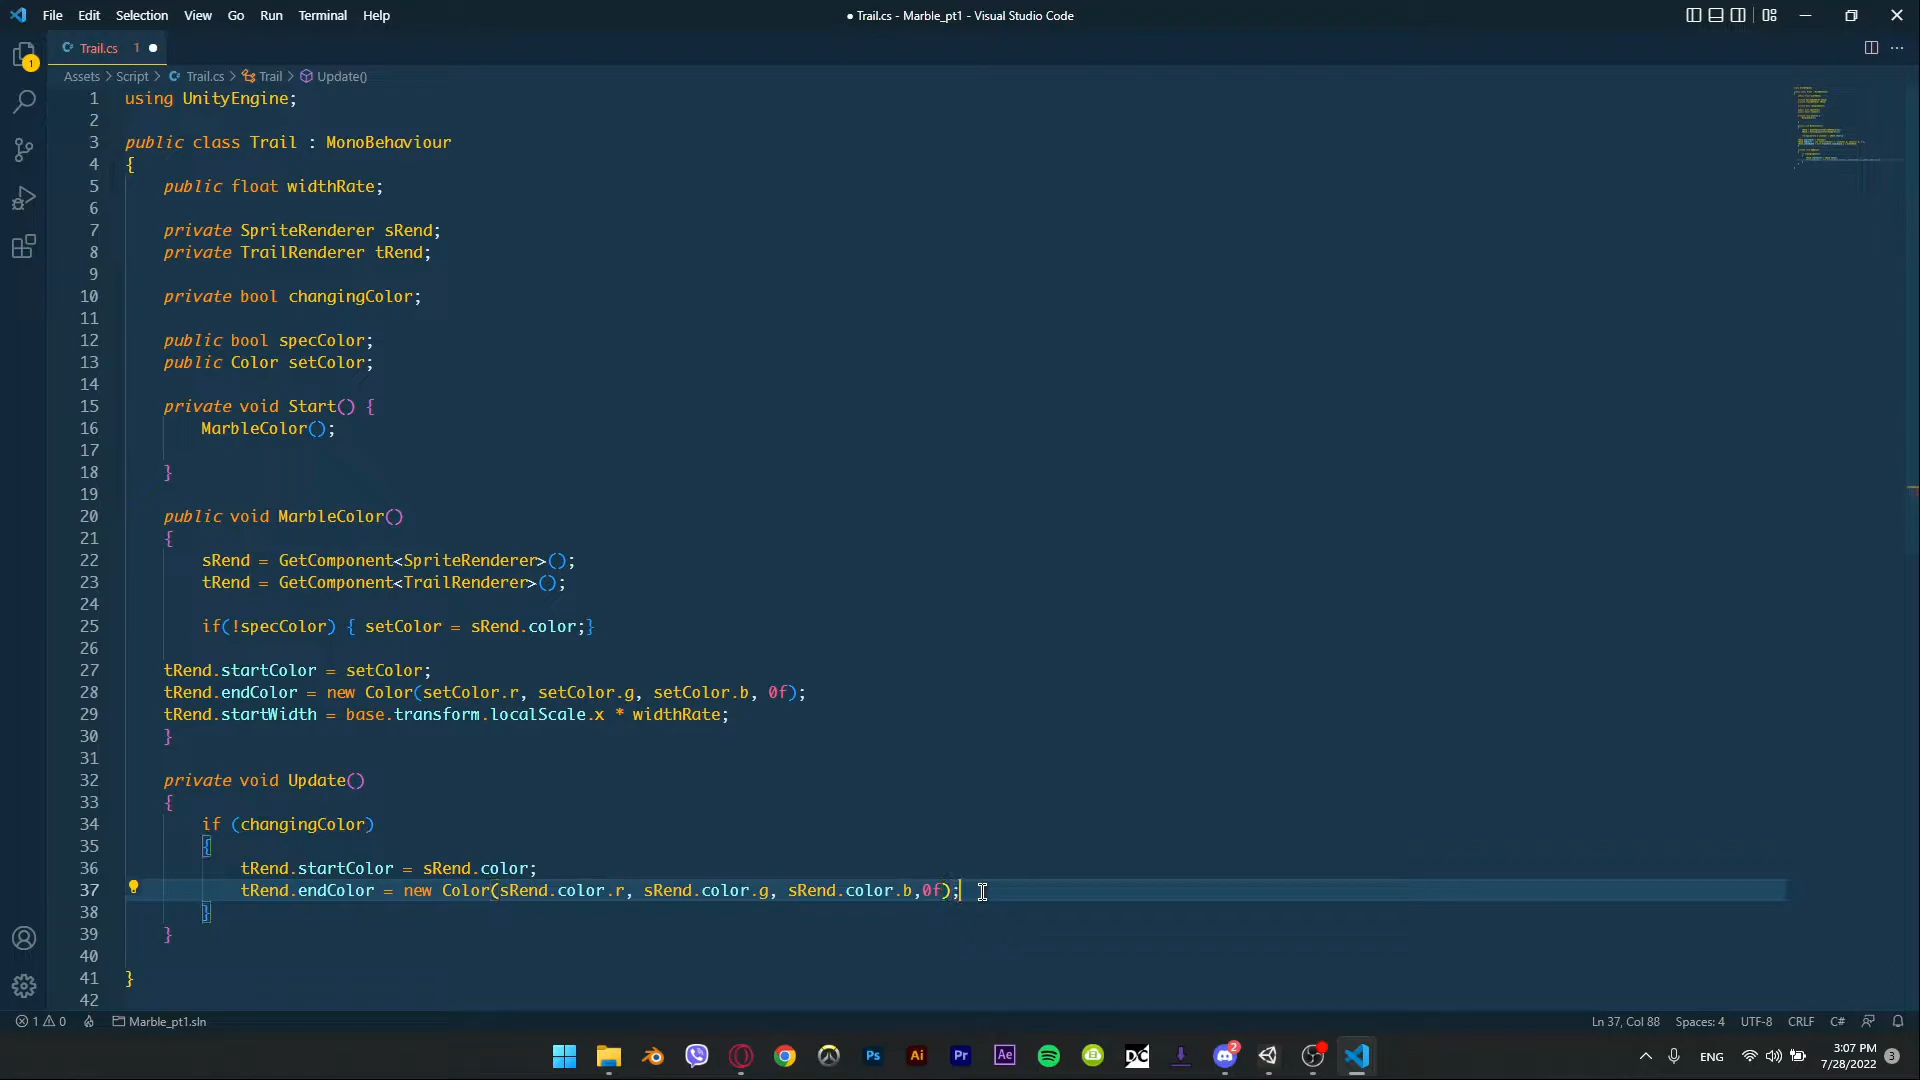 File Edit Selection View Go Run Terminal Help
● Trail.cs - Marble_pt1 - Visual Studio Code
1
Trail.cs 1 ●
Assets > Script > Trail.cs > Trail > Update()
1 using UnityEngine;
2
3 public class Trail : MonoBehaviour
4 {
5 public float widthRate;
6
7 private SpriteRenderer sRend;
8 private TrailRenderer tRend;
9
10 private bool changingColor;
11
12 public bool specColor;
13 public Color setColor;
14
15 private void Start() {
16 MarbleColor();
17
18 }
19
20 public void MarbleColor()
21 {
22 sRend = GetComponent<SpriteRenderer>();
23 tRend = GetComponent<TrailRenderer>();
24
25 if(!specColor) { setColor = sRend.color;}
26
27 tRend.startColor = setColor;
28 tRend.endColor = new Color(setColor.r, setColor.g, setColor.b, 0f);
29 tRend.startWidth = base.transform.localScale.x * widthRate;
30 }
31
32 private void Update()
33 {
34 if (changingColor)
35 {
36 tRend.startColor = sRend.color;
37 tRend.endColor = new Color(sRend.color.r, sRend.color.g, sRend.color.b,0f);
38 }
39 }
40
41 }
42
1 0 Marble_pt1.sln
Ln 37, Col 88 Spaces: 4 UTF-8 CRLF C#
Ps Ai Pr Ae DC 2
ENG
3:07 PM
7/28/2022
3